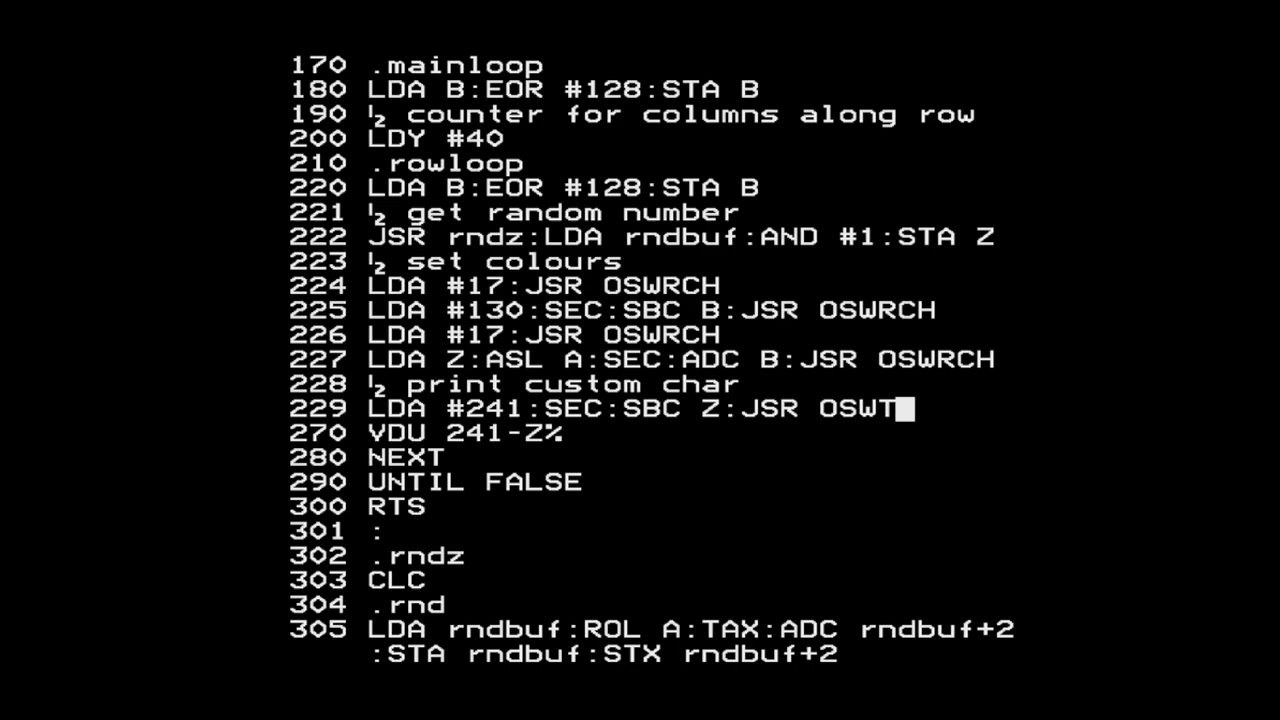 170 .mainloop
180 LDA B:EOR #128:STA B
190 ½ counter for columns along row
200 LDY #40
210 .rowloop
220 LDA B:EOR #128:STA B
221 ½ get random number
222 JSR rndz:LDA rndbuf:AND #1:STA Z
223 ½ set colours
224 LDA #17:JSR OSWRCH
225 LDA #130:SEC:SBC B:JSR OSWRCH
226 LDA #17:JSR OSWRCH
227 LDA Z:ASL A:SEC:ADC B:JSR OSWRCH
228 ½ print custom char
229 LDA #241:SEC:SBC Z:JSR OSWT
270 VDU 241-Z%
280 NEXT
290 UNTIL FALSE
300 RTS
301 :
302 .rndz
303 CLC
304 .rnd
305 LDA rndbuf:ROL A:TAX:ADC rndbuf+2
:STA rndbuf:STX rndbuf+2